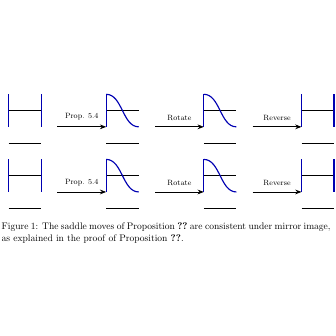 Prop. 5.4 Rotate Reverse
Prop. 5.4 Rotate Reverse
Figure 1: The saddle moves of Proposition ?? are consistent under mirror image,
as explained in the proof of Proposition ??.